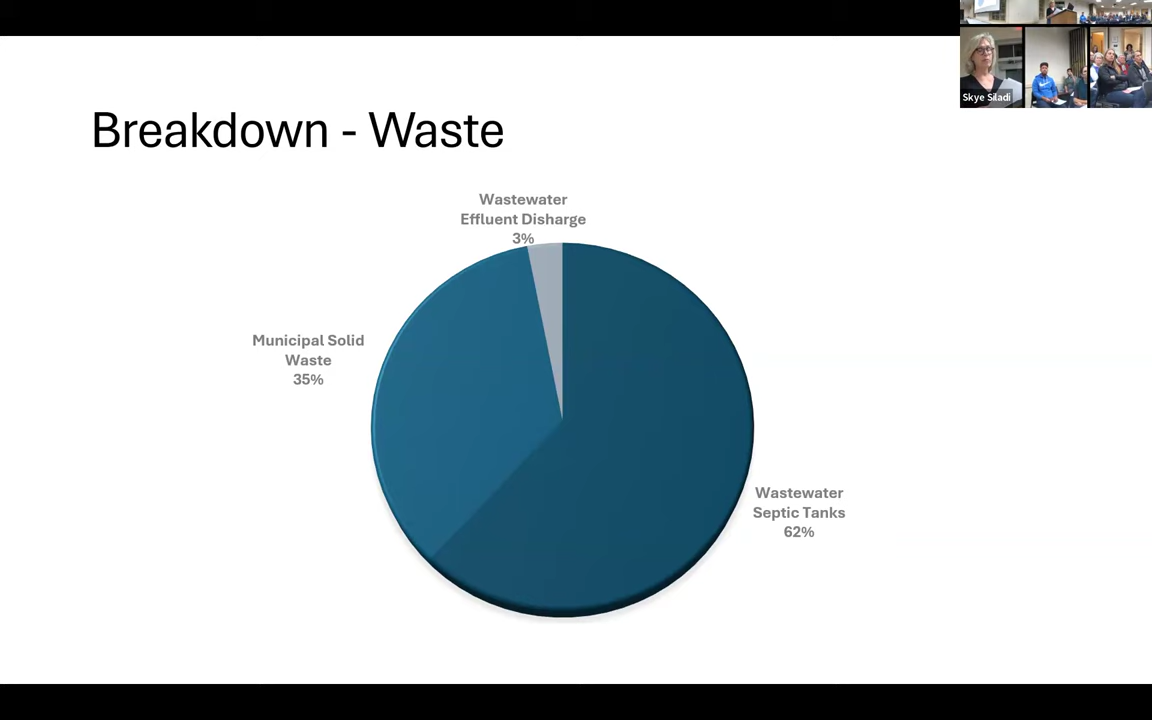 Skye Siladi
Breakdown - Waste
Wastewater
Effluent Disharge
3%
Municipal Solid
Waste
35%
Wastewater
Septic Tanks
62%